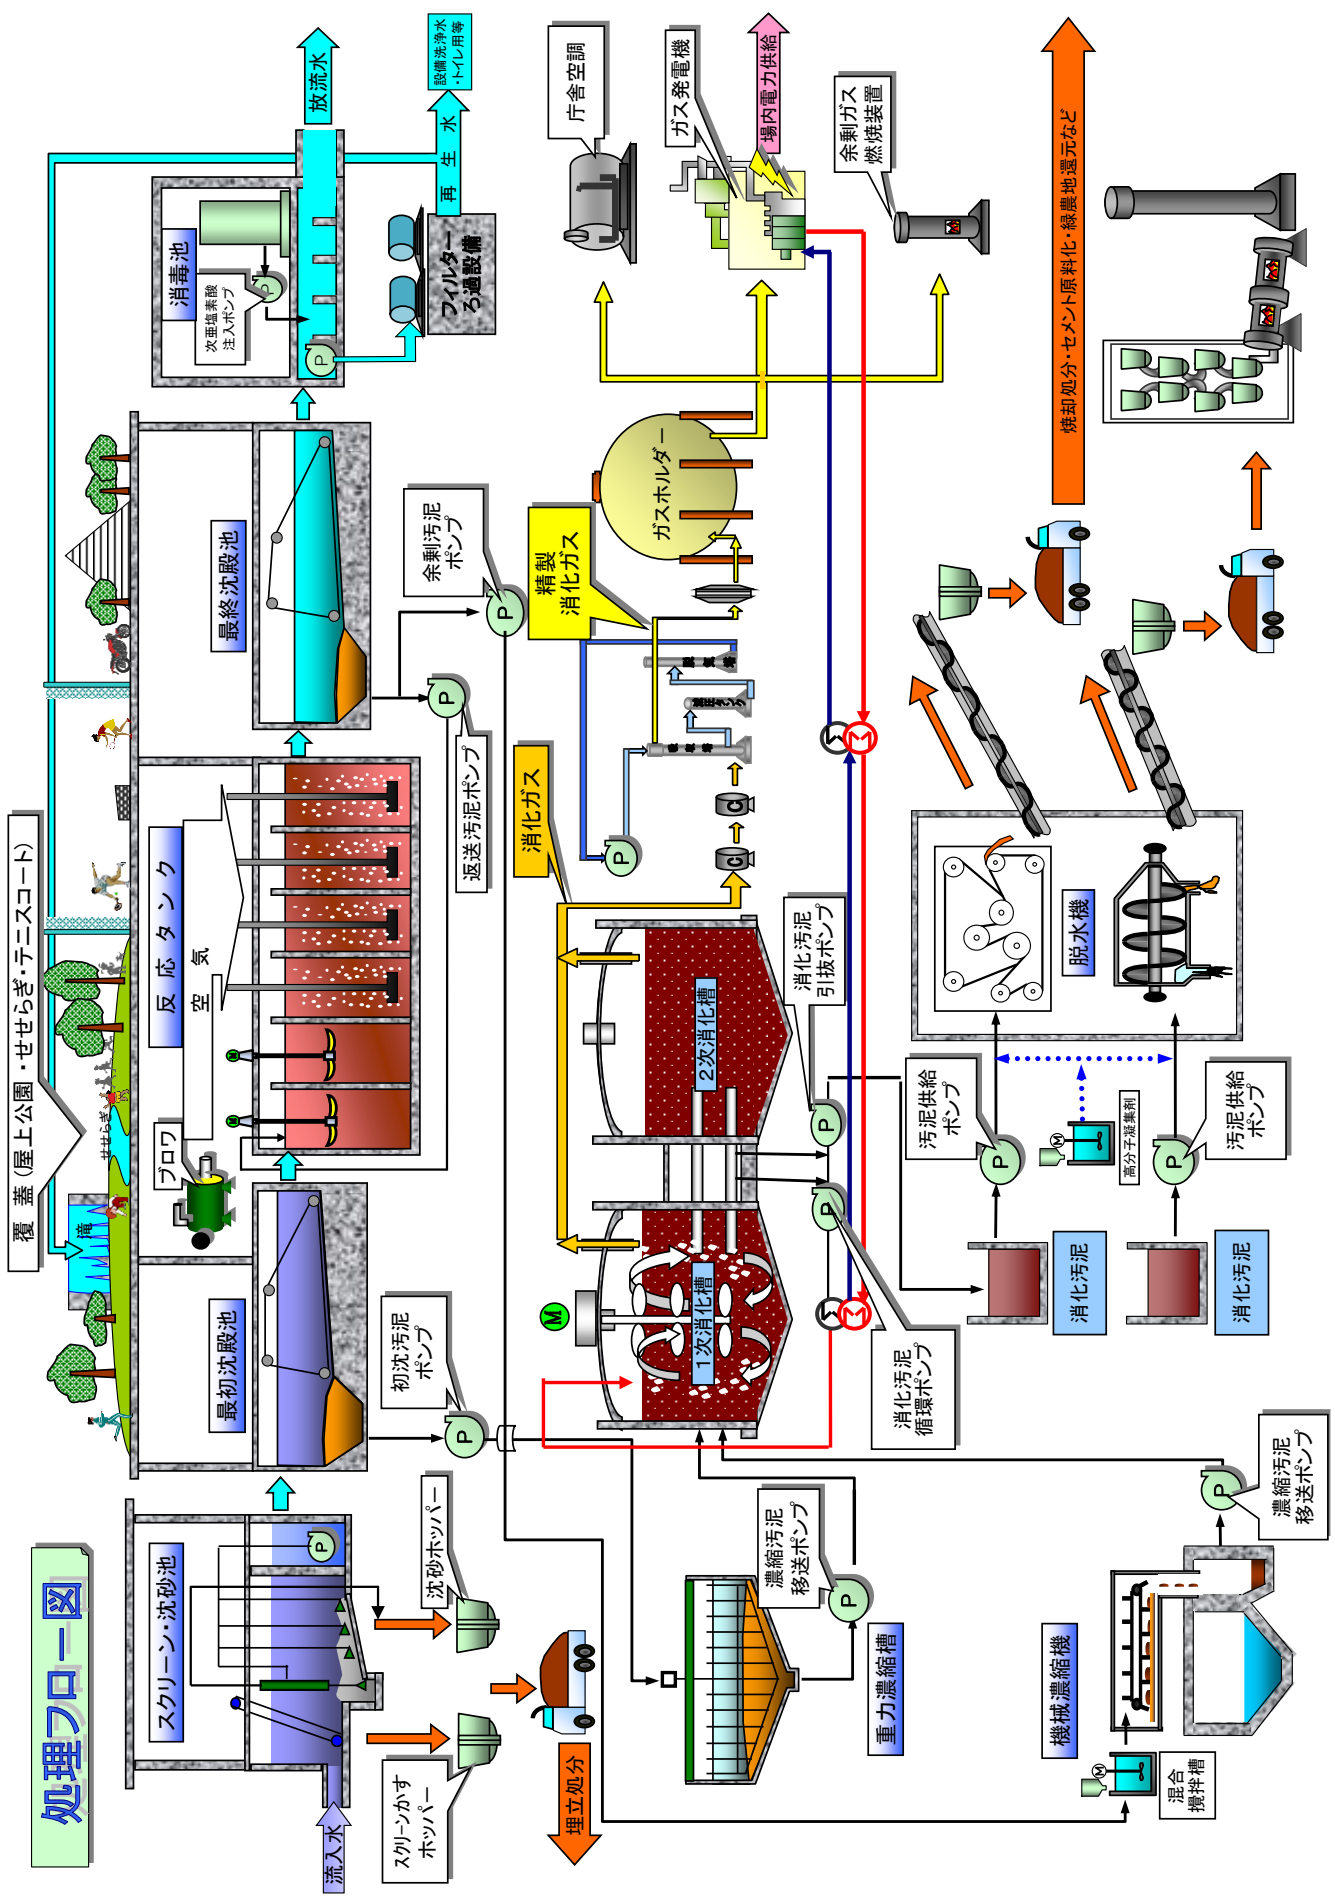 処理フロー図
覆 蓋 (屋上公園 ・せせらぎ・テニスコート)
滝
せせらぎ
流入水
スクリーン・沈砂池
P
スクリーンかす
ホッパー
沈砂ホッパー
埋立処分
最初沈殿池
初沈汚泥
ポンプ
P
ブロワ
反 応 タ ン ク
空 気
M
M
最終沈殿池
返送汚泥ポンプ
P
余剰汚泥
ポンプ
P
消毒池
次亜塩素酸
注入ポンプ
P
P
放流水
フィルター
ろ過設備
再 生 水
設備洗浄水
・トイレ用等
重力濃縮槽
濃縮汚泥
移送ポンプ
P
機械濃縮機
混合
攪拌槽
M
濃縮汚泥
移送ポンプ
P
M
1次消化槽
2次消化槽
消化汚泥
循環ポンプ
P
消化汚泥
引抜ポンプ
P
消化ガス
C
C
P
吸収塔
減圧タンク
脱気塔
精製
消化ガス
ガスホルダー
庁舎空調
ガス発電機
場内電力供給
余剰ガス
燃焼装置
消化汚泥
消化汚泥
汚泥供給
ポンプ
P
汚泥供給
ポンプ
P
M
高分子凝集剤
脱水機
焼却処分・セメント原料化・緑農地還元など